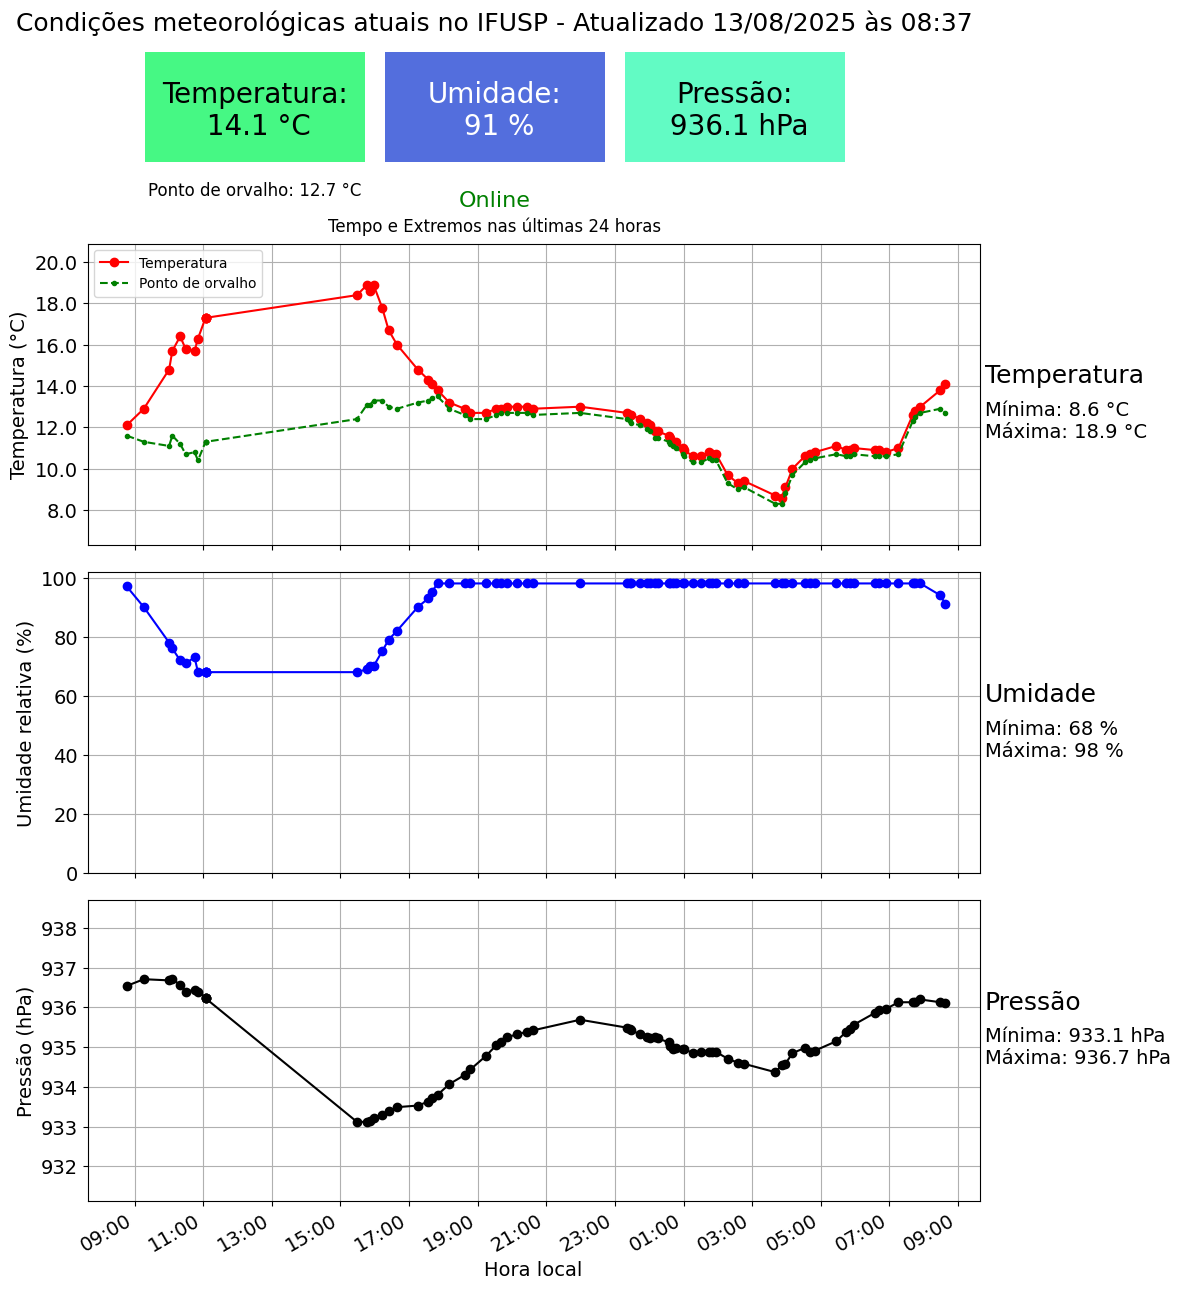 Condições meteorológicas atuais no IFUSP - Atualizado 13/08/2025 às 08:37
Temperatura:
14.1 °C
Umidade:
91 %
Pressão:
936.1 hPa
Ponto de orvalho: 12.7 °C
Online
Tempo e Extremos nas últimas 24 horas
Temperatura
Ponto de orvalho
Temperatura (°C)
20.0
18.0
16.0
14.0
12.0
10.0
8.0
Temperatura
Mínima: 8.6 °C
Máxima: 18.9 °C
Umidade relativa (%)
100
80
60
40
20
0
Umidade
Mínima: 68 %
Máxima: 98 %
Pressão (hPa)
938
937
936
935
934
933
932
Pressão
Mínima: 933.1 hPa
Máxima: 936.7 hPa
09:00
11:00
13:00
15:00
17:00
19:00
21:00
23:00
01:00
03:00
05:00
07:00
09:00
Hora local